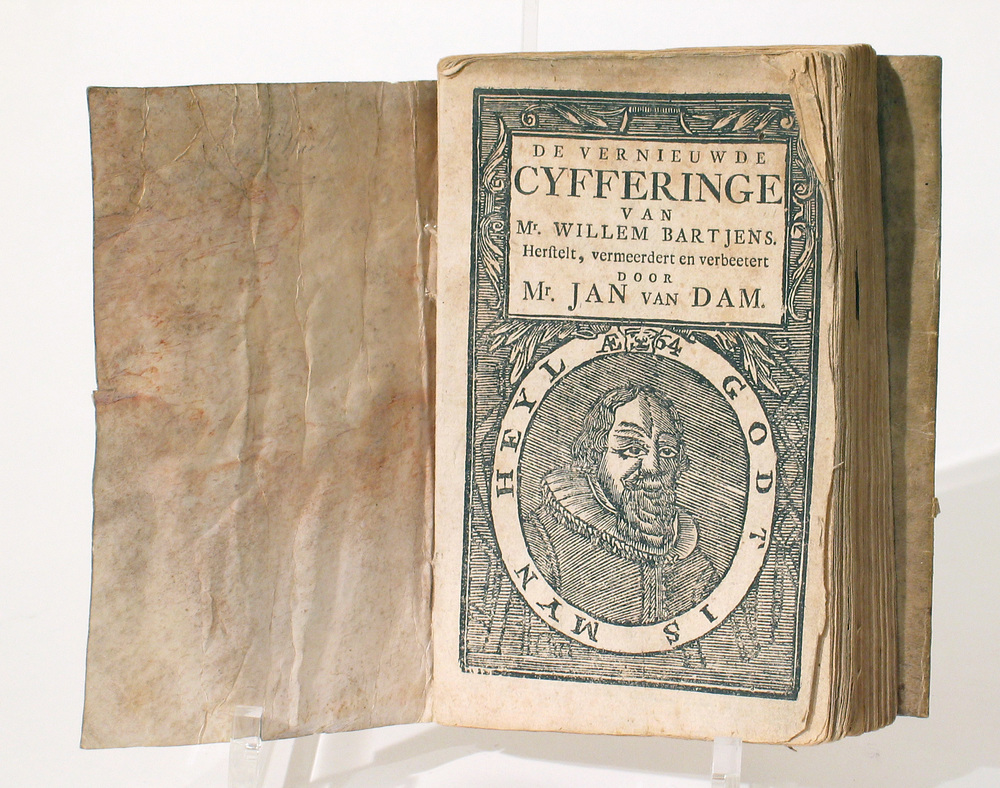 DE VERNIEUWDE
CYFFERINGE
VAN
Mr. WILLEM BARTJENS.
Herſtelt, vermeerdert en verbeetert
DOOR
Mr. JAN VAN DAM.
Æ 64
GODT IS MYN HEYL